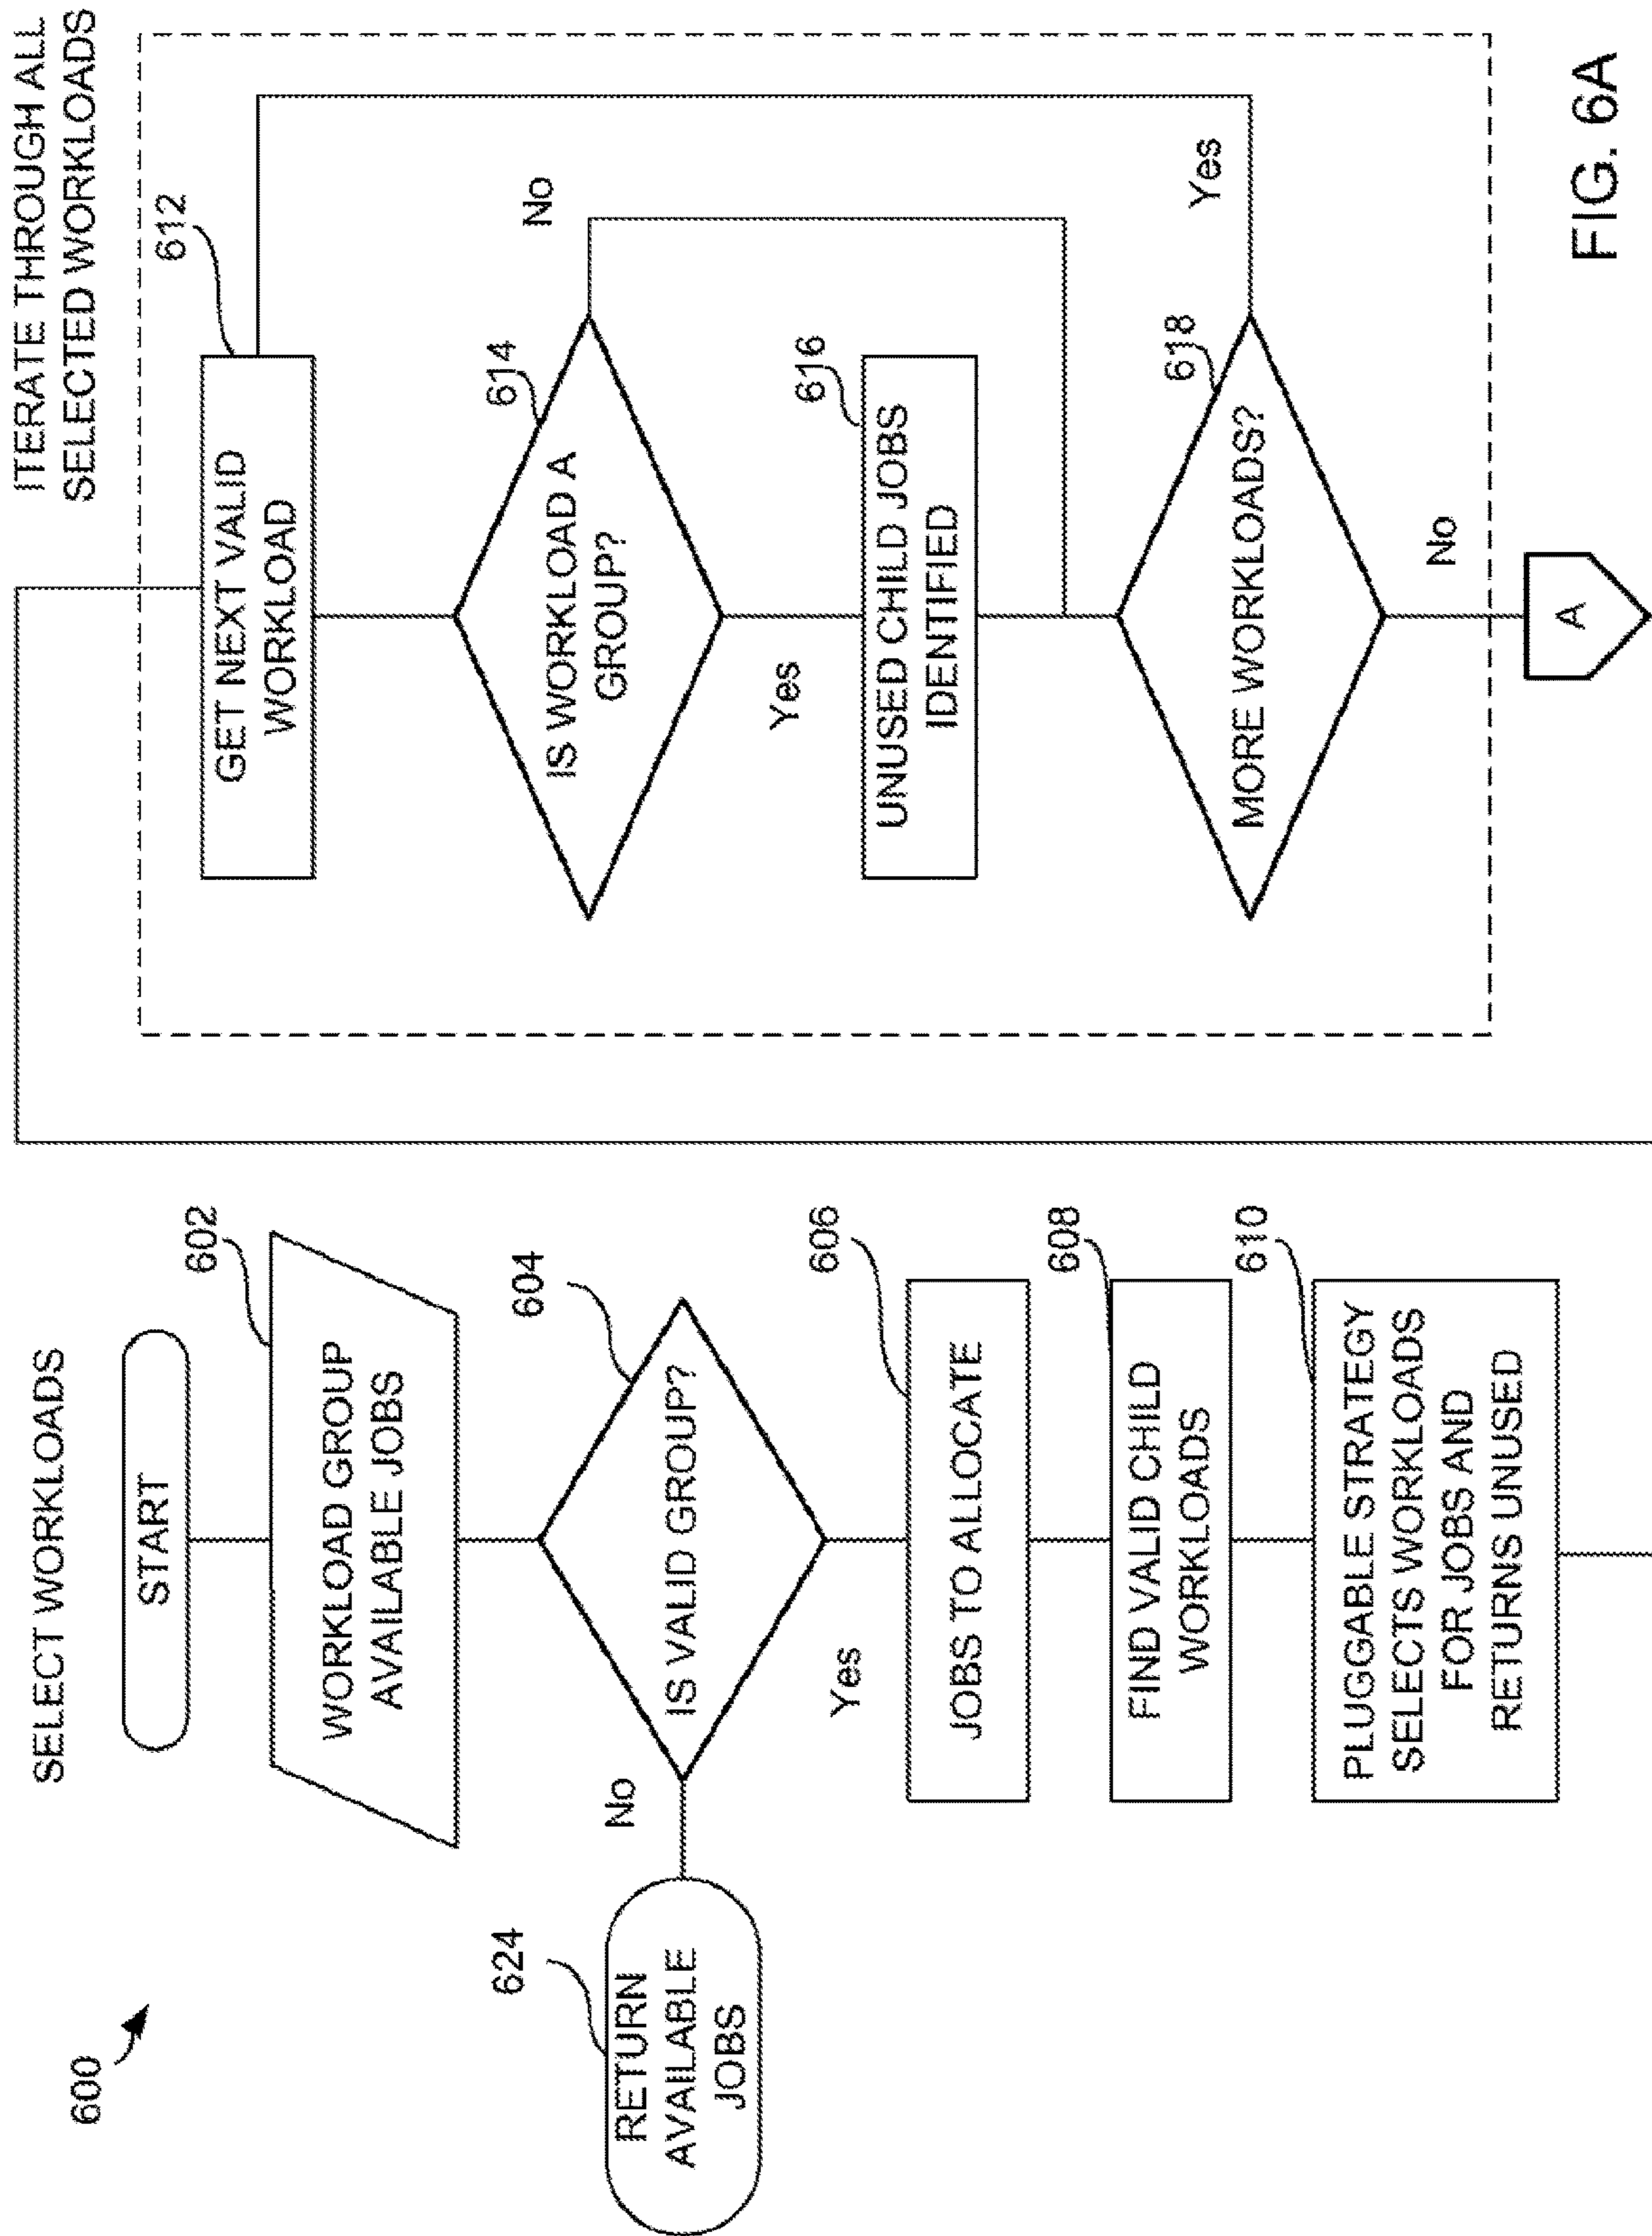 600
SELECT WORKLOADS
START
602
WORKLOAD GROUP
AVAILABLE JOBS
604
IS VALID GROUP?
No
624
RETURN
AVAILABLE
JOBS
Yes
606
JOBS TO ALLOCATE
608
FIND VALID CHILD
WORKLOADS
610
PLUGGABLE STRATEGY
SELECTS WORKLOADS
FOR JOBS AND
RETURNS UNUSED
ITERATE THROUGH ALL
SELECTED WORKLOADS
612
GET NEXT VALID
WORKLOAD
614
IS WORKLOAD A
GROUP?
No
Yes
616
UNUSED CHILD JOBS
IDENTIFIED
618
MORE WORKLOADS?
Yes
No
A
FIG. 6A